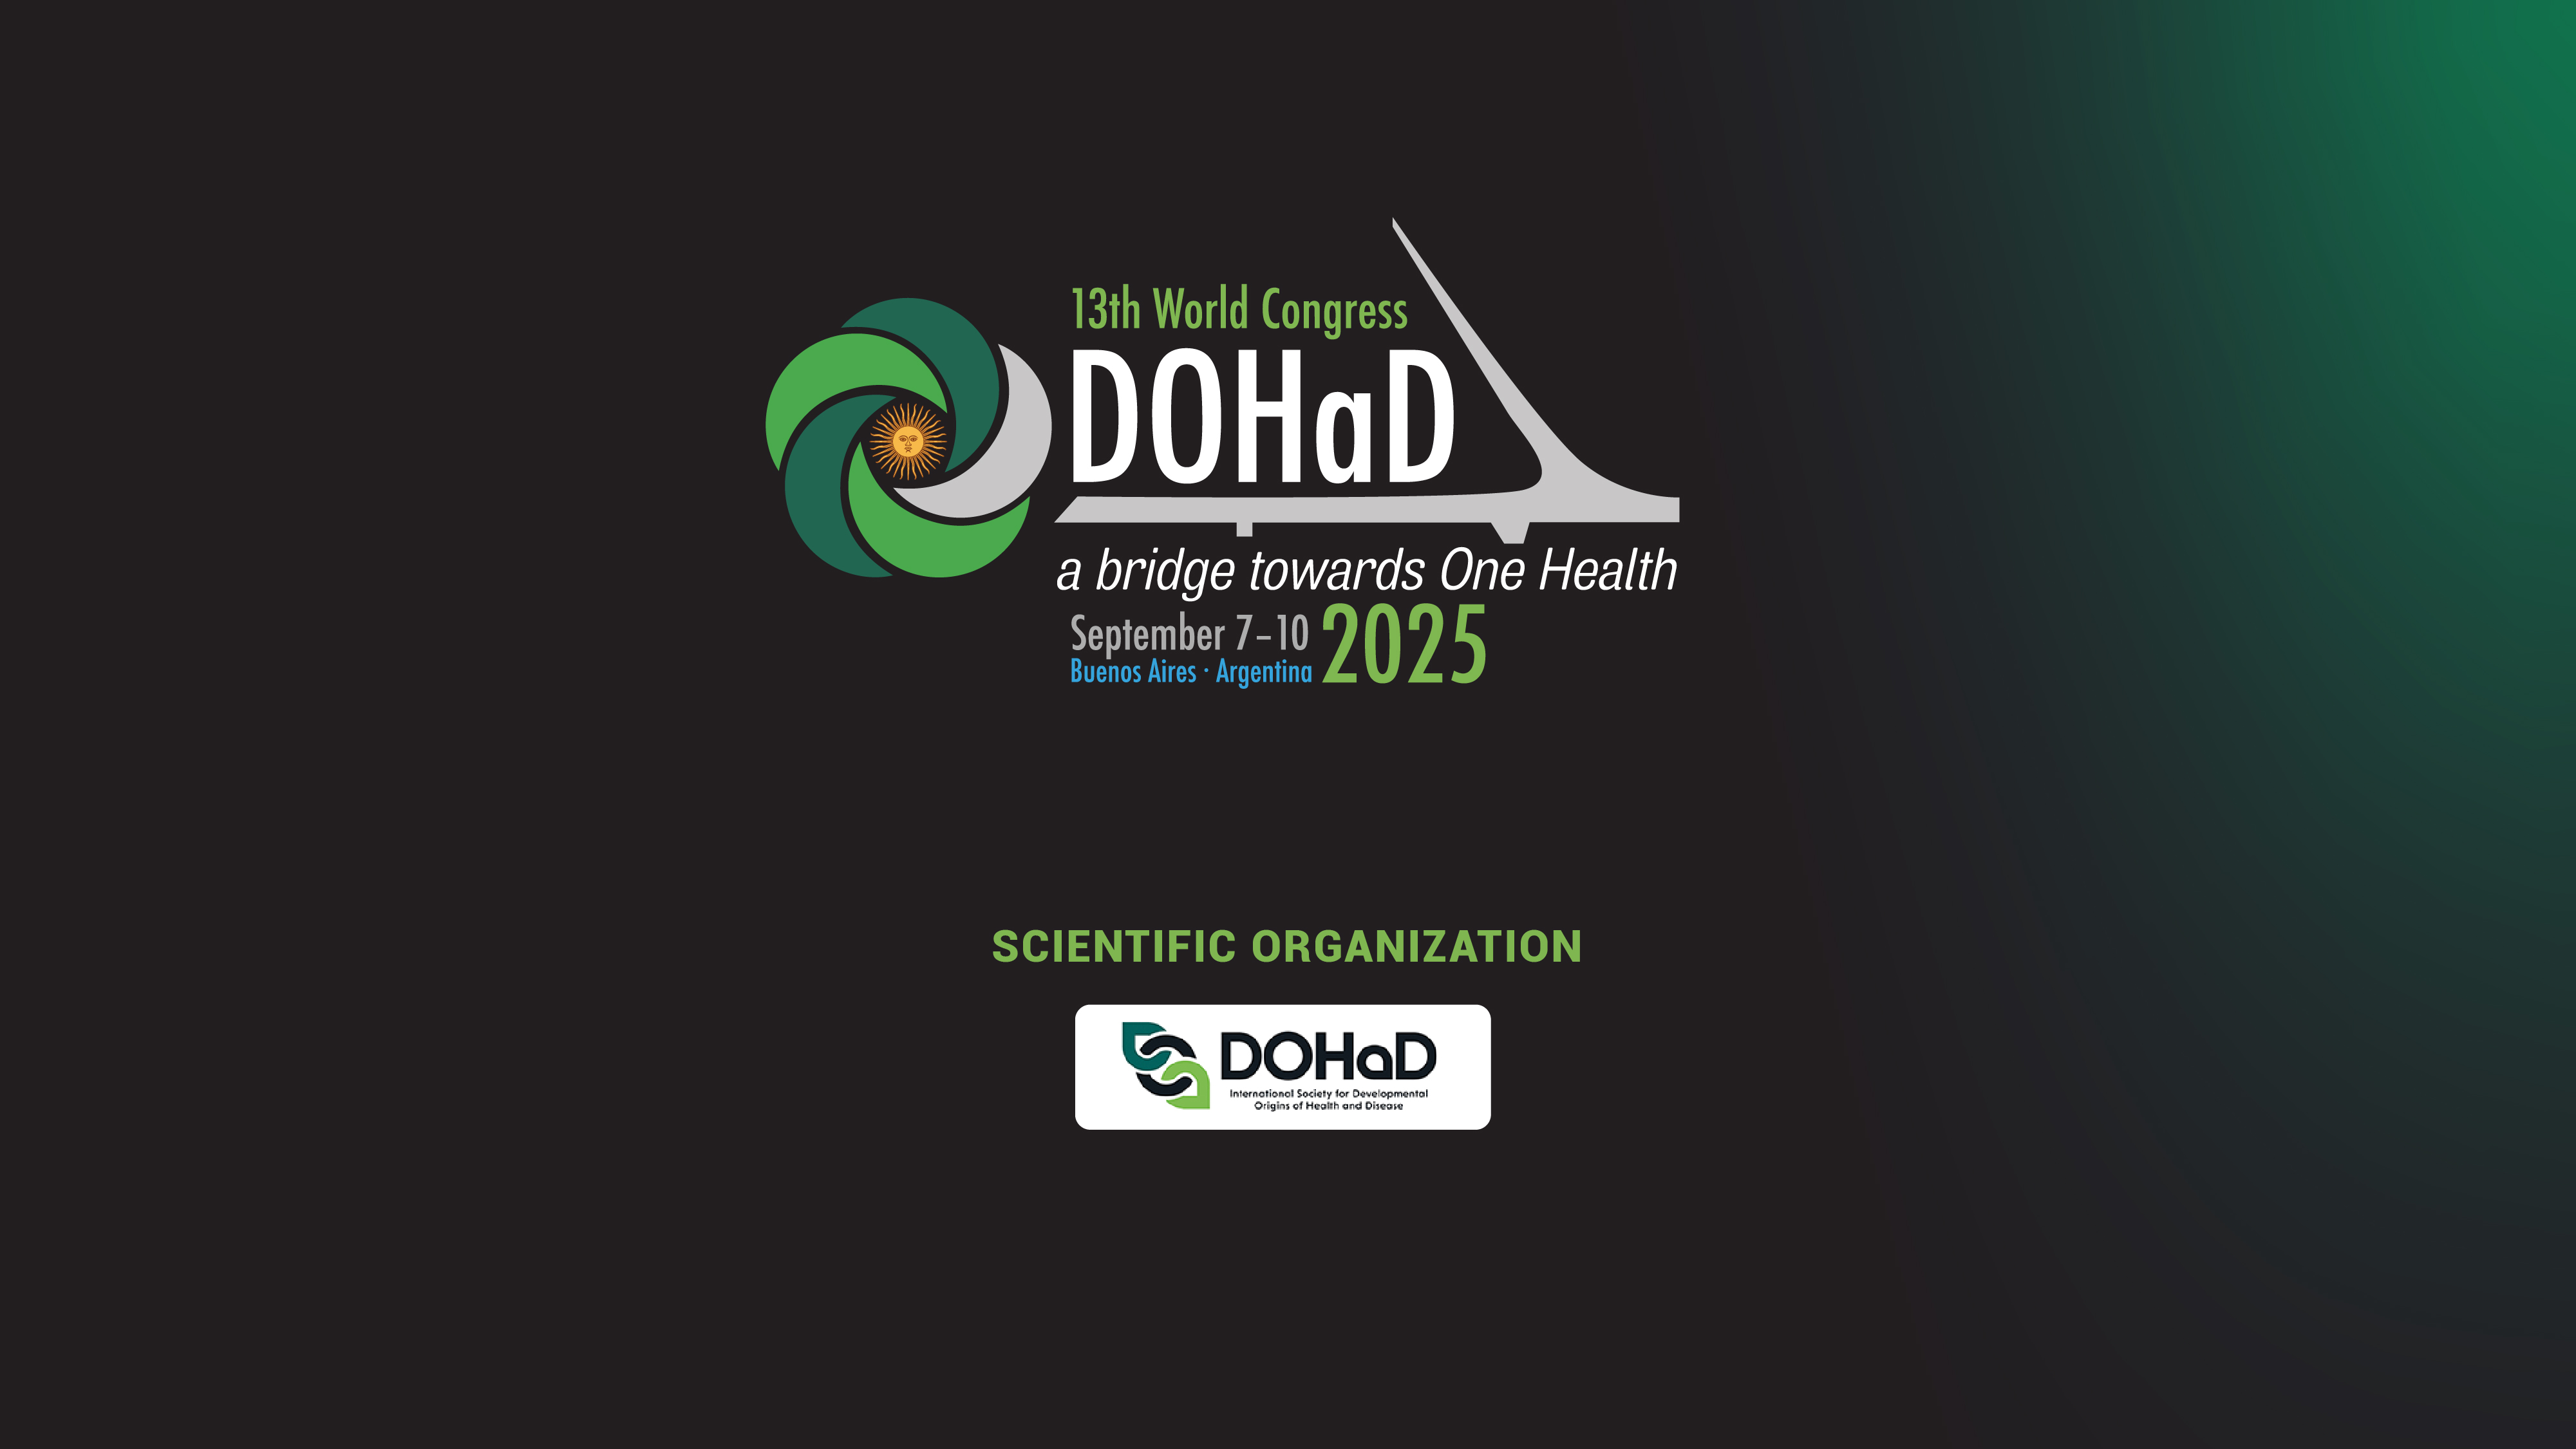 13th World Congress
DOHaD
a bridge towards One Health
September 7–10 2025
Buenos Aires · Argentina
SCIENTIFIC ORGANIZATION
DOHaD
International Society for Developmental
Origins of Health and Disease